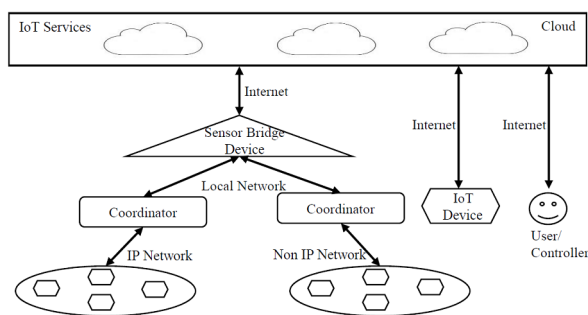 IoT Services
Cloud
Internet
Sensor Bridge
Device
Internet
Internet
Local Network
Coordinator
Coordinator
IoT
Device
User/
Controller
IP Network
Non IP Network